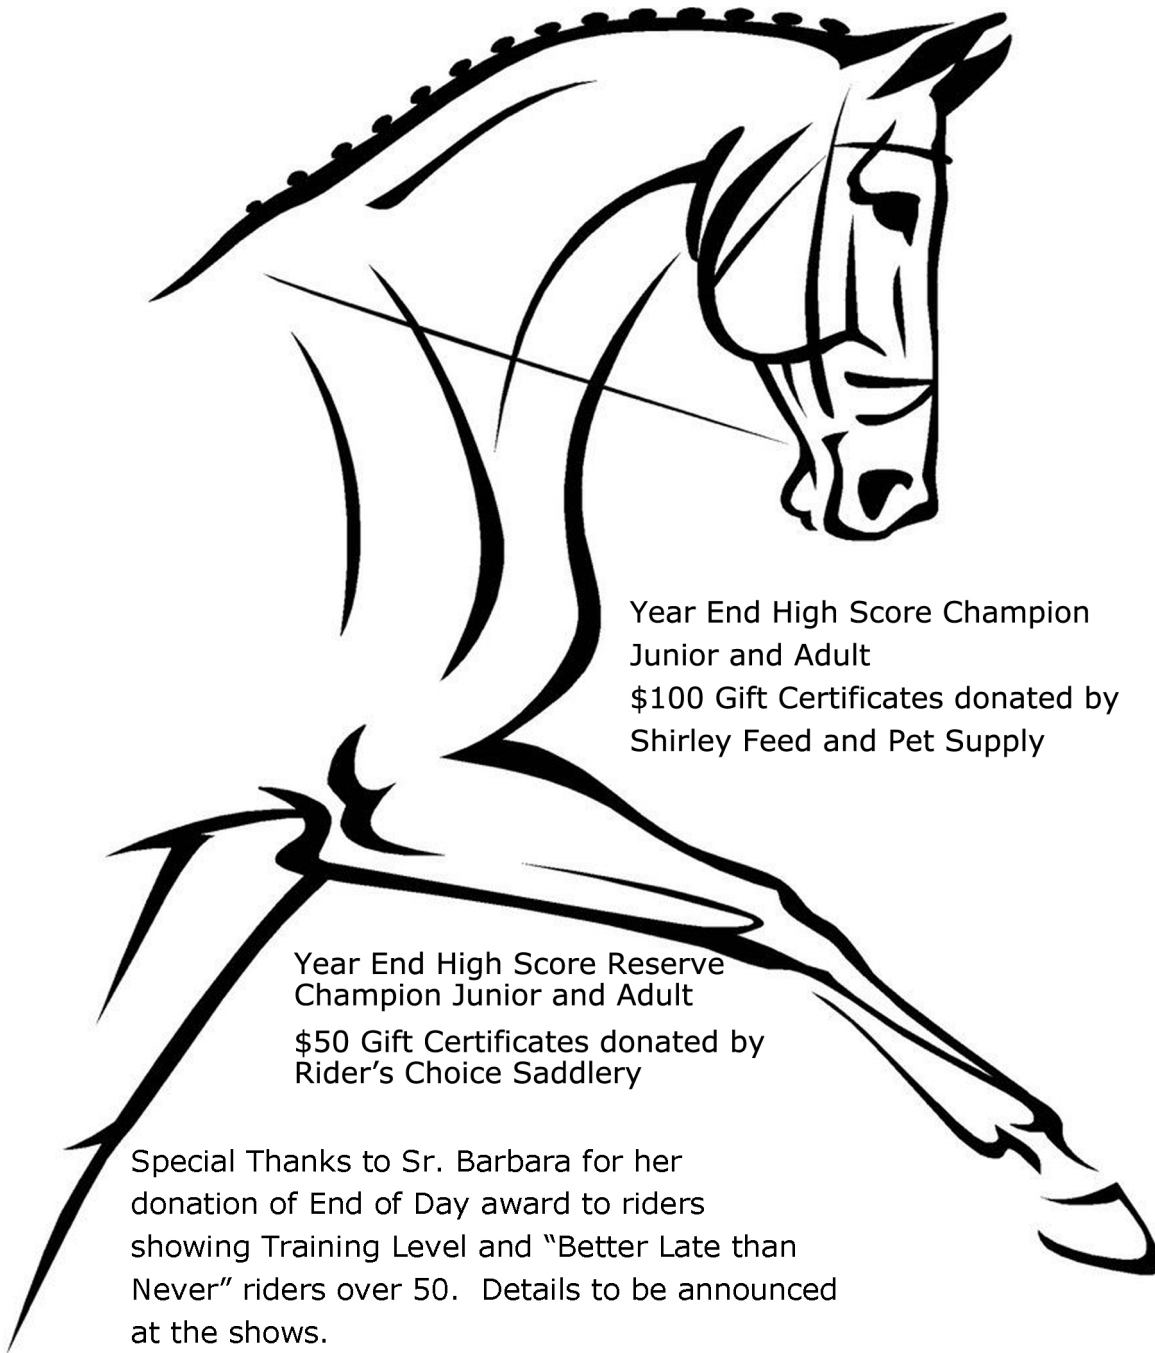 Year End High Score Champion
Junior and Adult
$100 Gift Certificates donated by
Shirley Feed and Pet Supply
Year End High Score Reserve
Champion Junior and Adult
$50 Gift Certificates donated by
Rider’s Choice Saddlery
Special Thanks to Sr. Barbara for her
donation of End of Day award to riders
showing Training Level and “Better Late than
Never” riders over 50.  Details to be announced
at the shows.